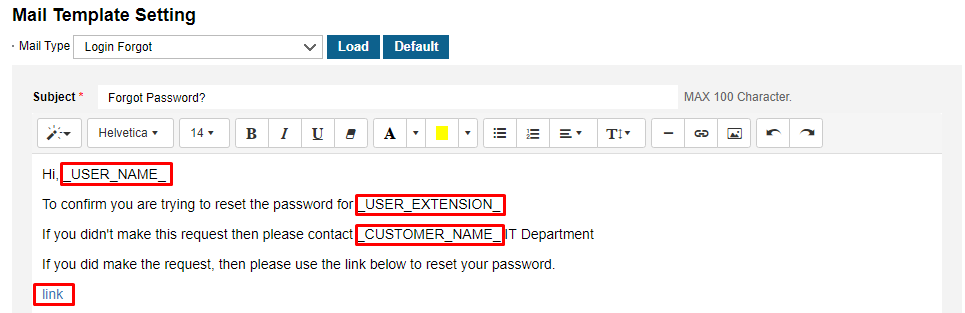 Mail Template Setting
· Mail Type Login Forgot Load Default
Subject * Forgot Password? MAX 100 Character.
Helvetica 14 B I U A T
Hi, _USER_NAME_
To confirm you are trying to reset the password for _USER_EXTENSION_
If you didn't make this request then please contact _CUSTOMER_NAME_ IT Department
If you did make the request, then please use the link below to reset your password.
link